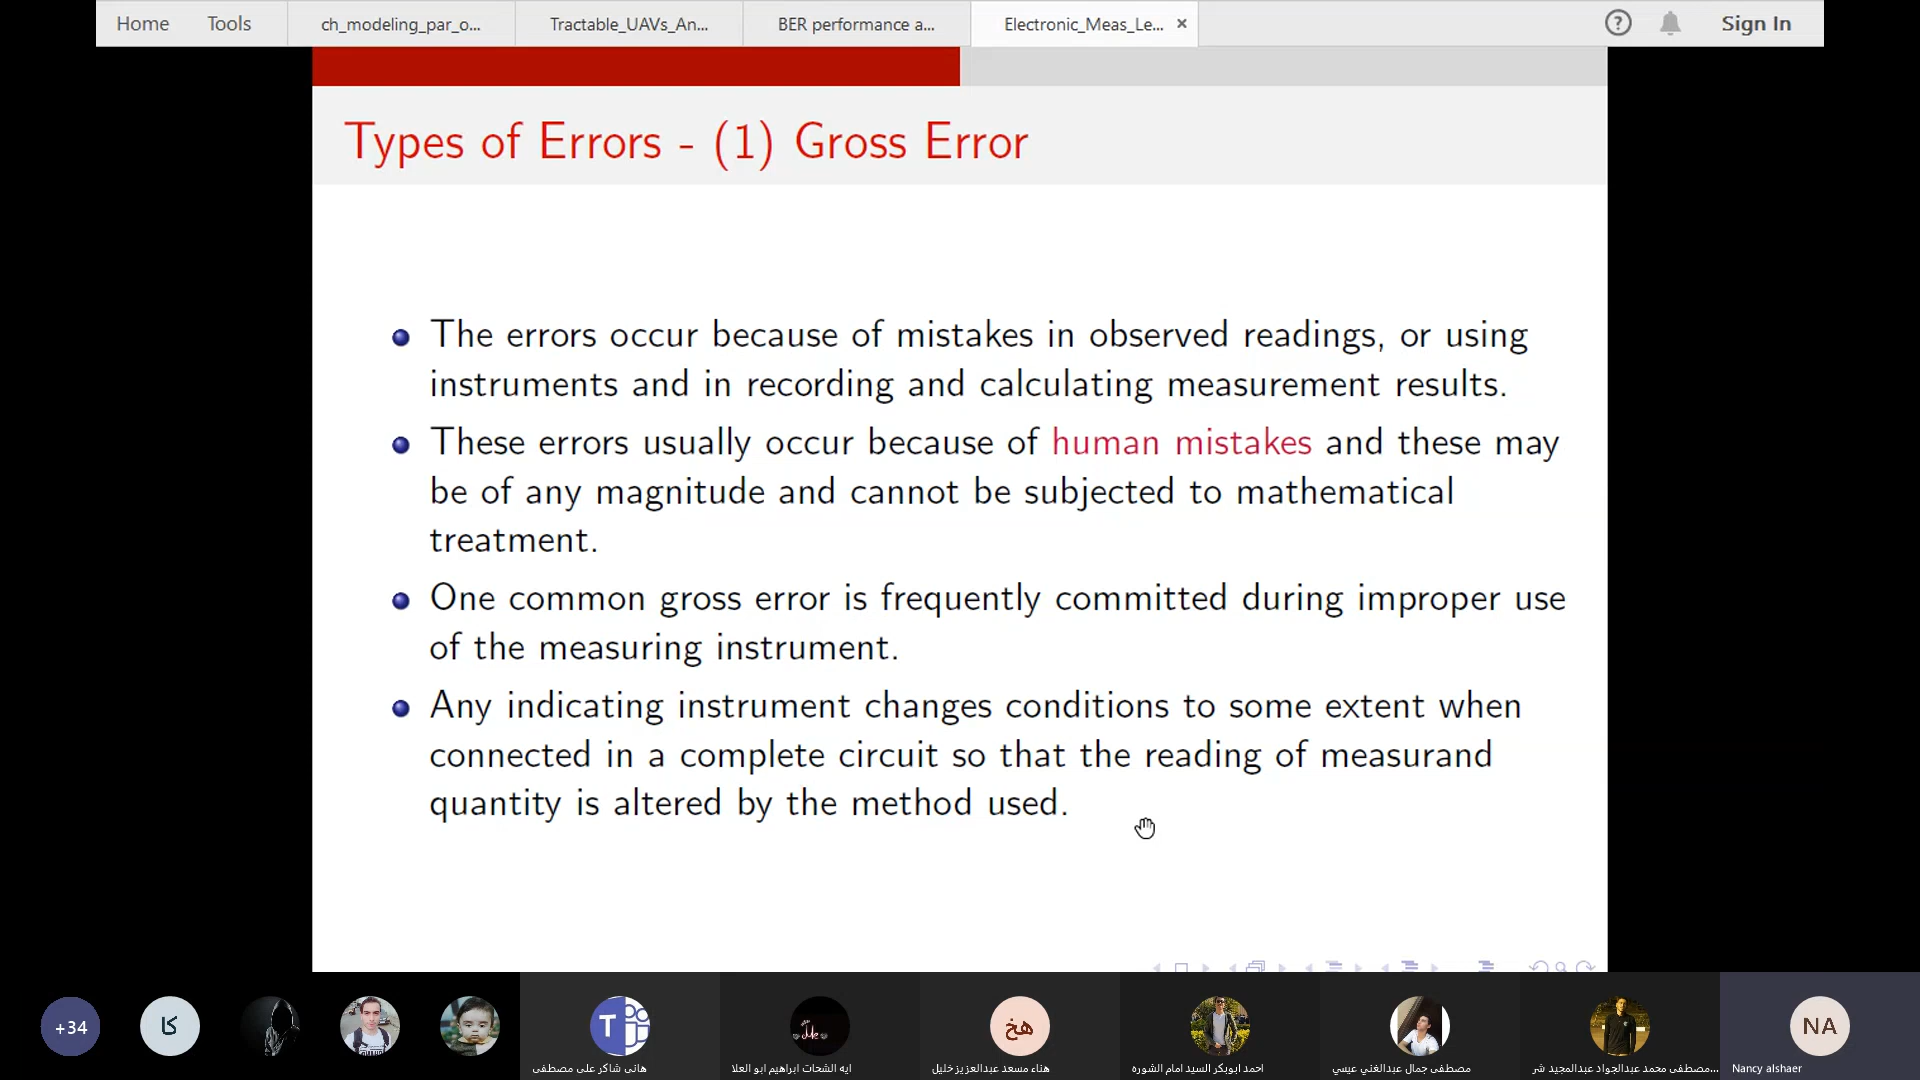 Home Tools ch_modeling_par_o... Tractable_UAVs_An... BER performance a... Electronic_Meas_Le... × ? Sign In
Types of Errors - (1) Gross Error
The errors occur because of mistakes in observed readings, or using
instruments and in recording and calculating measurement results.
These errors usually occur because of human mistakes and these may
be of any magnitude and cannot be subjected to mathematical
treatment.
One common gross error is frequently committed during improper use
of the measuring instrument.
Any indicating instrument changes conditions to some extent when
connected in a complete circuit so that the reading of measurand
quantity is altered by the method used.
+34 كا T هخ NA
هانى شاكر على مصطفى
ايه الشحات ابراهيم ابو العلا
هناء مسعد عبدالعزيز خليل
احمد ابوبكر السيد امام الشوره
مصطفى جمال عبدالغني عيسي
مصطفى محمد عبدالجواد عبدالمجيد شر...
Nancy alshaer